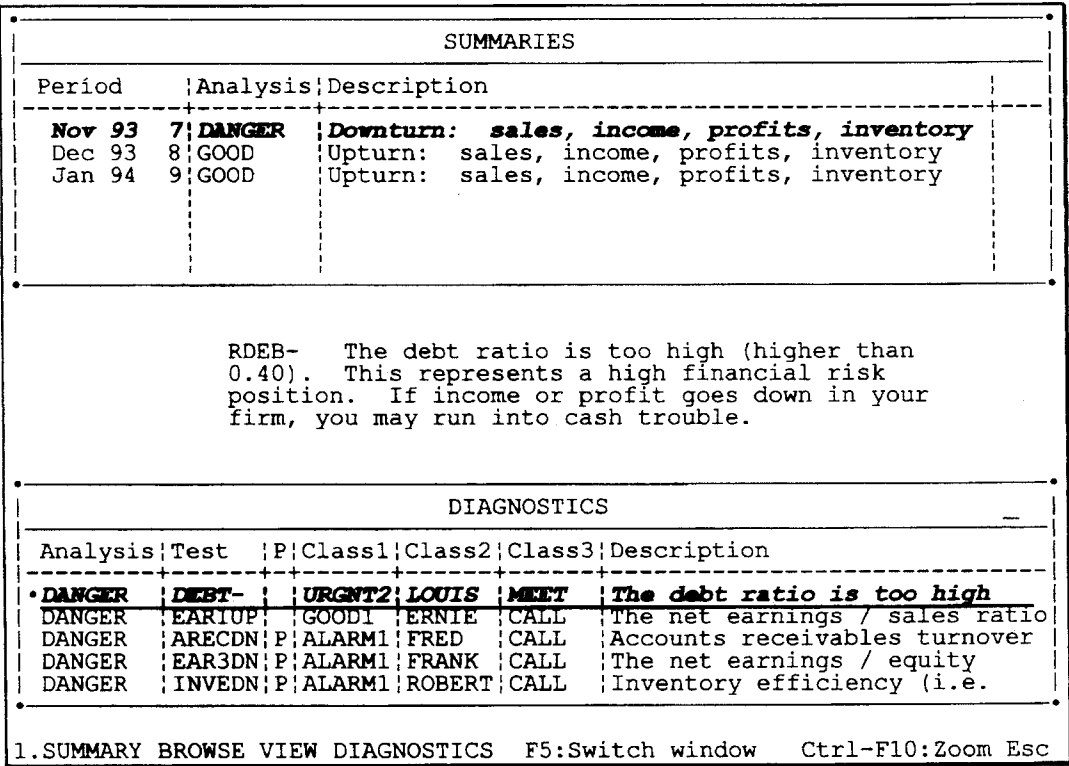 SUMMARIES
Period ¦Analysis¦Description
Nov 93 7¦DANGER ¦Downturn: sales, income, profits, inventory
Dec 93 8¦GOOD ¦Upturn: sales, income, profits, inventory
Jan 94 9¦GOOD ¦Upturn: sales, income, profits, inventory
RDEB- The debt ratio is too high (higher than
0.40). This represents a high financial risk
position. If income or profit goes down in your
firm, you may run into cash trouble.
DIAGNOSTICS
Analysis¦Test ¦P¦Class1¦Class2¦Class3¦Description
•DANGER ¦DEBT- ¦ ¦URGNT2¦LOUIS ¦MEET ¦The debt ratio is too high
DANGER ¦EAR1UP¦ ¦GOOD1 ¦ERNIE ¦CALL ¦The net earnings / sales ratio
DANGER ¦ARECDN¦P¦ALARM1¦FRED ¦CALL ¦Accounts receivables turnover
DANGER ¦EAR3DN¦P¦ALARM1¦FRANK ¦CALL ¦The net earnings / equity
DANGER ¦INVEDN¦P¦ALARM1¦ROBERT¦CALL ¦Inventory efficiency (i.e.
1.SUMMARY BROWSE VIEW DIAGNOSTICS F5:Switch window Ctrl-F10:Zoom Esc